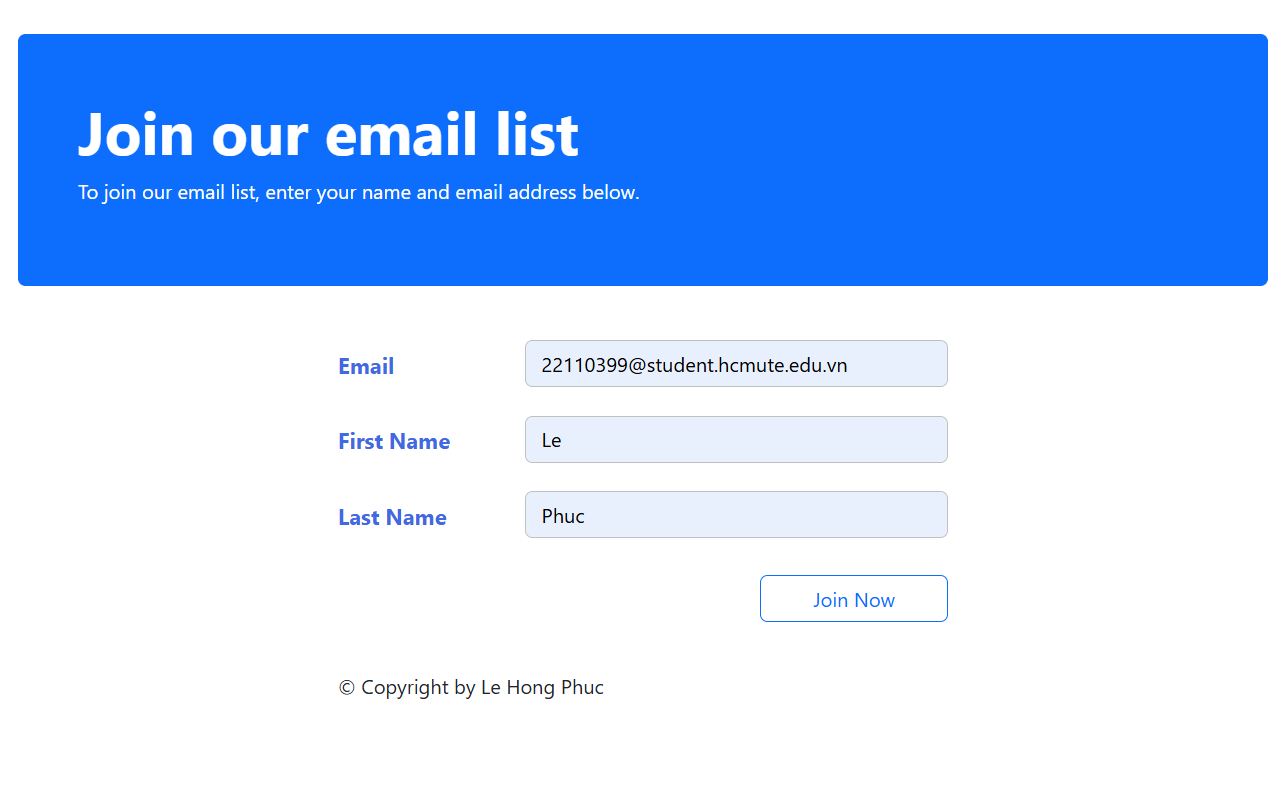 Join our email list
To join our email list, enter your name and email address below.
Email 22110399@student.hcmute.edu.vn
First Name Le
Last Name Phuc
Join Now
© Copyright by Le Hong Phuc